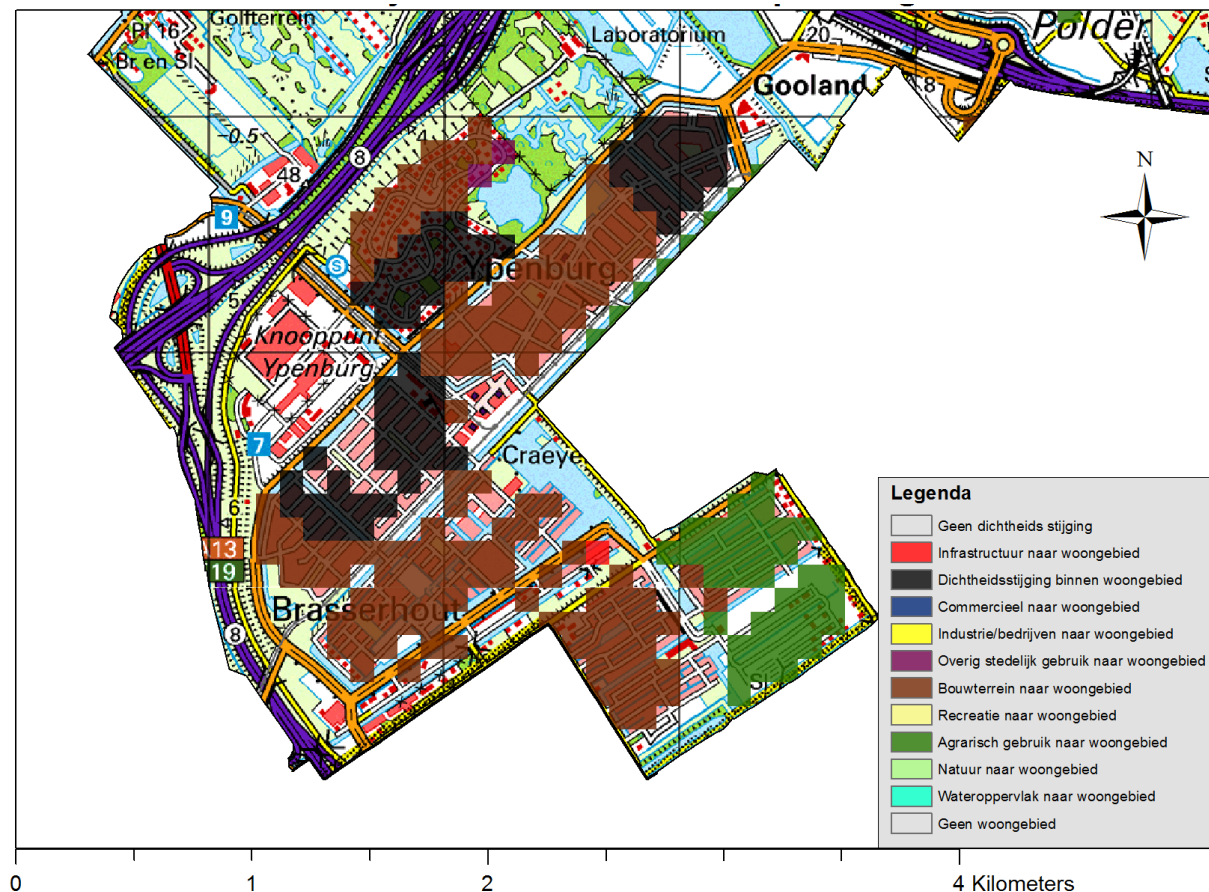 Golfterrein
Pl 16
Br en Sl.
Laboratorium
20
Polder
Gooland
8
-0.5
4
8
48
9
S
Ypenburg
5
Knooppunt
Ypenburg
7
Craeye
6
13
19
Brasserhout
8
Sl
N
Legenda
Geen dichtheids stijging
Infrastructuur naar woongebied
Dichtheidsstijging binnen woongebied
Commercieel naar woongebied
Industrie/bedrijven naar woongebied
Overig stedelijk gebruik naar woongebied
Bouwterrein naar woongebied
Recreatie naar woongebied
Agrarisch gebruik naar woongebied
Natuur naar woongebied
Wateroppervlak naar woongebied
Geen woongebied
0 1 2 4 Kilometers